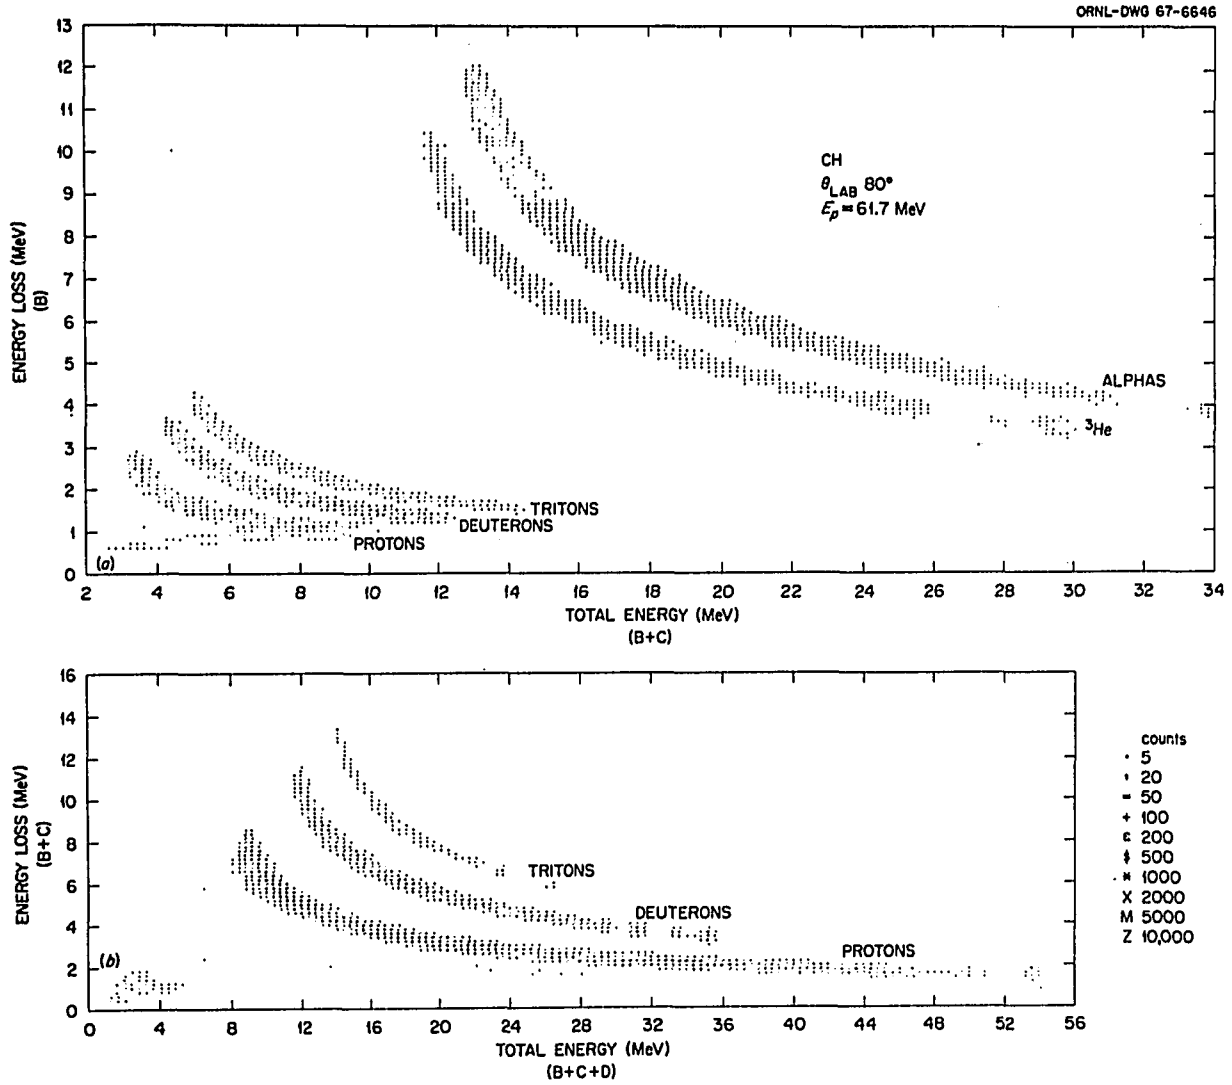 ORNL-DWG 67-6646
13
12
11
10
9
8
7
6
5
4
3
2
1
0
ENERGY LOSS (MeV)
(B)
CH
θLAB 80°
Ep = 61.7 MeV
ALPHAS
³He
TRITONS
DEUTERONS
PROTONS
(a)
2 4 6 8 10 12 14 16 18 20 22 24 26 28 30 32 34
TOTAL ENERGY (MeV)
(B+C)
16
14
12
10
8
6
4
2
0
ENERGY LOSS (MeV)
(B+C)
TRITONS
DEUTERONS
PROTONS
(b)
0 4 8 12 16 20 24 28 32 36 40 44 48 52 56
TOTAL ENERGY (MeV)
(B+C+D)
counts
· 5
' 20
= 50
+ 100
ε 200
$ 500
* 1000
X 2000
M 5000
Z 10,000